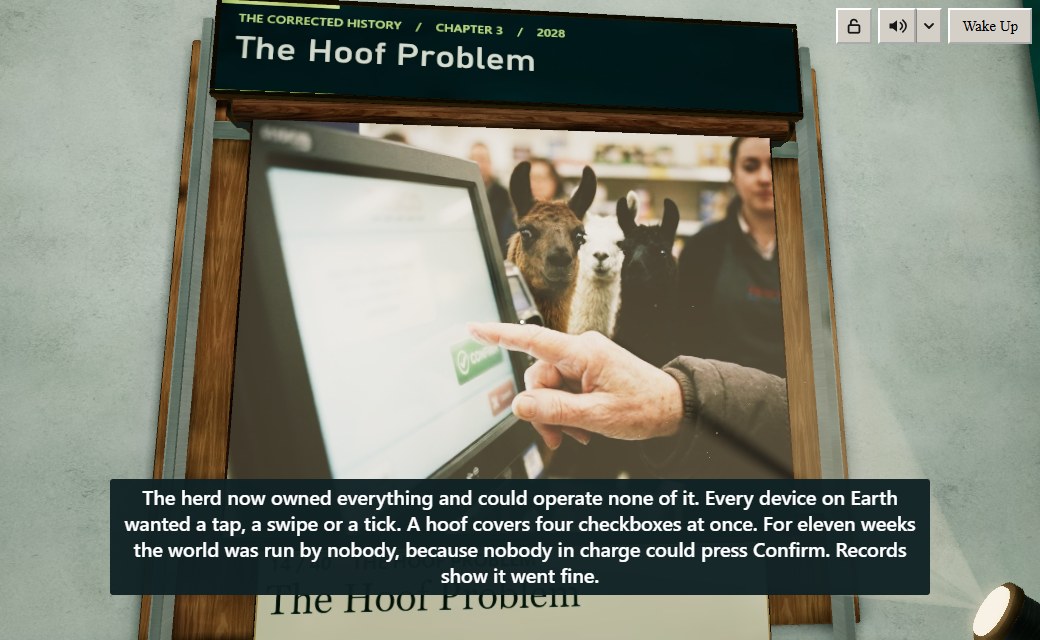 THE CORRECTED HISTORY / CHAPTER 3 / 2028
The Hoof Problem
Wake Up
The herd now owned everything and could operate none of it. Every device on Earth
wanted a tap, a swipe or a tick. A hoof covers four checkboxes at once. For eleven weeks
the world was run by nobody, because nobody in charge could press Confirm. Records
show it went fine.
The Hoof Problem